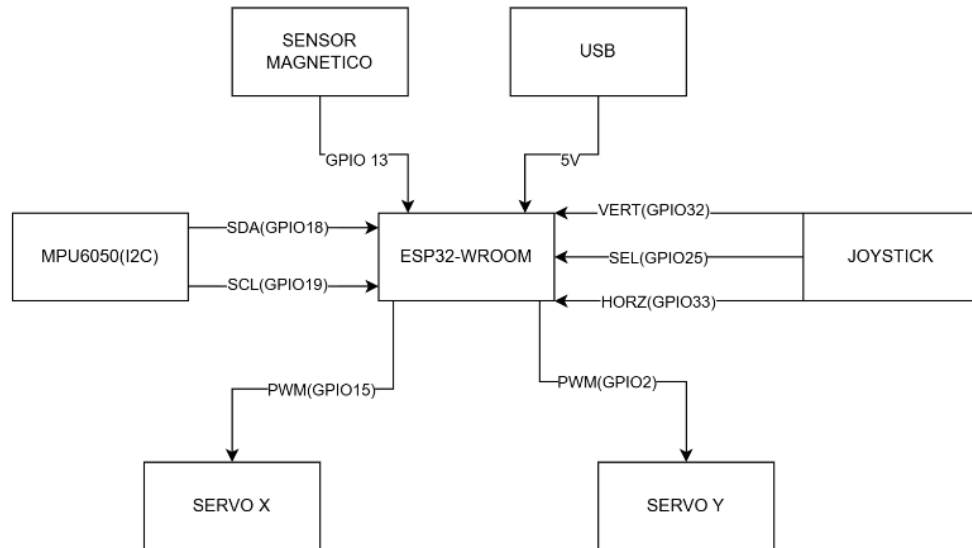 SENSOR
MAGNETICO
USB
GPIO 13
5V
MPU6050(I2C)
SDA(GPIO18)
SCL(GPIO19)
ESP32-WROOM
VERT(GPIO32)
SEL(GPIO25)
HORZ(GPIO33)
JOYSTICK
PWM(GPIO15)
PWM(GPIO2)
SERVO X
SERVO Y